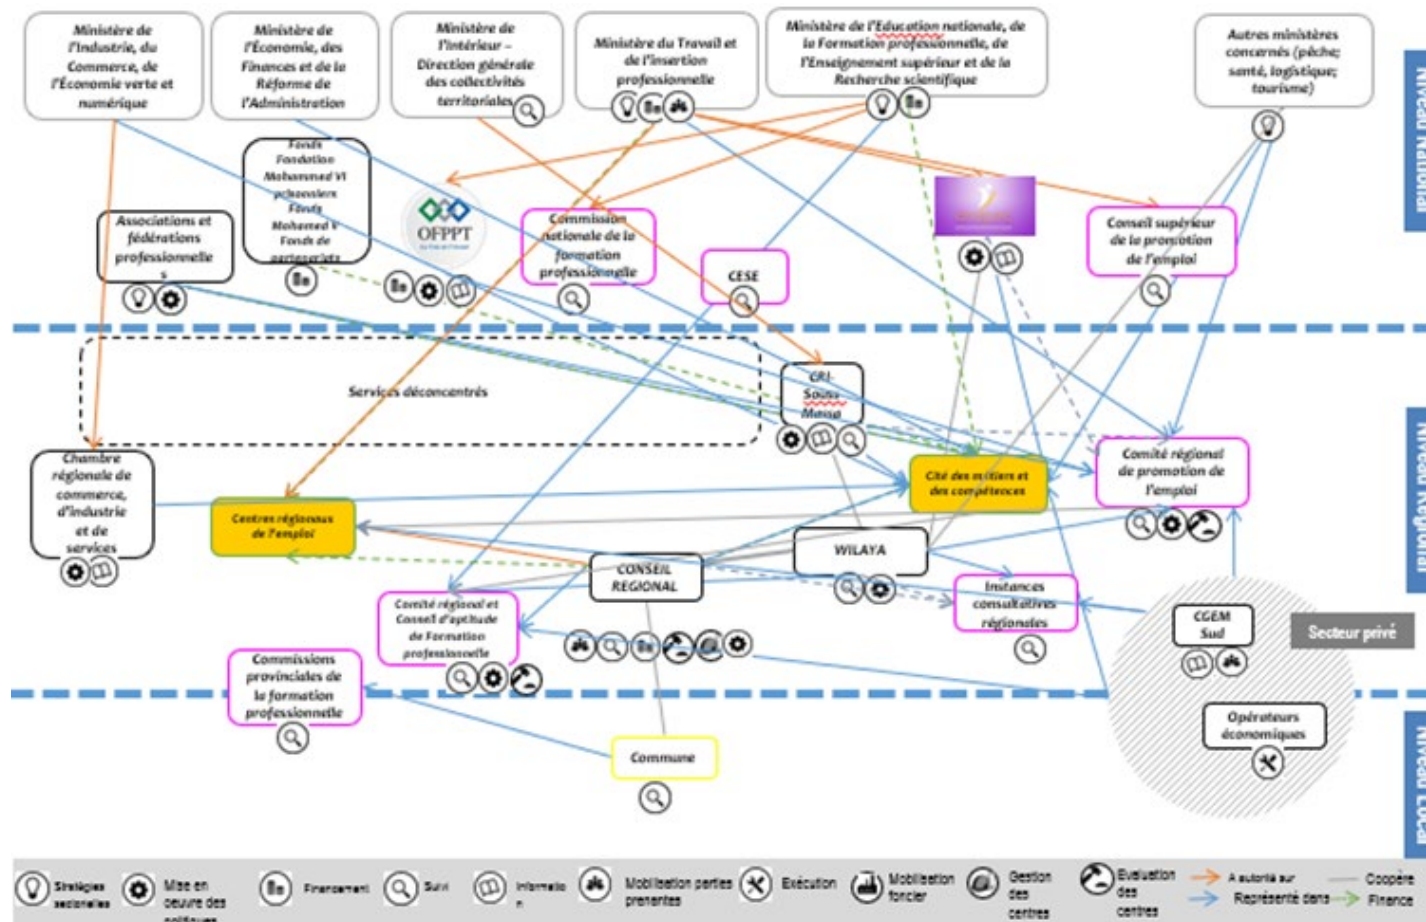 Ministère de
l'Industrie, du
Commerce, de
l'Économie verte et
numérique
Ministère de
l'Économie, des
Finances et de la
Réforme de
l'Administration
Ministère de
l'Intérieur –
Direction générale
des collectivités
territoriales
Ministère du Travail et
de l'insertion
professionnelle
Ministère de l'Education nationale, de
la Formation professionnelle, de
l'Enseignement supérieur et de la
Recherche scientifique
Autres ministères
concernés (pêche;
santé, logistique;
tourisme)
Niveau National
Fonds
Fondation
Mohammed VI
prisonniers
Fonds
Mohamed V
Fonds de
partenariats
Associations et
fédérations
professionnelle
s
OFPPT
Commission
nationale de la
formation
professionnelle
CESE
Conseil supérieur
de la promotion
de l'emploi
Services déconcentrés
CRI-
Souss
Massa
Niveau Régional
Chambre
régionale de
commerce,
d'industrie
et de
services
Centres régionaux
de l'emploi
Cité des métiers et
des compétences
Comité régional
de promotion de
l'emploi
WILAYA
CONSEIL
REGIONAL
Instances
consultatives
régionales
Comité régional et
Conseil d'aptitude
de Formation
professionnelle
CGEM
Sud
Secteur privé
Commissions
provinciales de
la formation
professionnelle
Opérateurs
économiques
Commune
Niveau Local
Stratégies
sectorielles
Mise en
oeuvre des
politiques
Financement
Suivi
Informatio
n
Mobilisation parties
prenantes
Exécution
Mobilisation
foncier
Gestion
des
centres
Evaluation
des
centres
A autorité sur
Représenté dans
Coopère
Finance